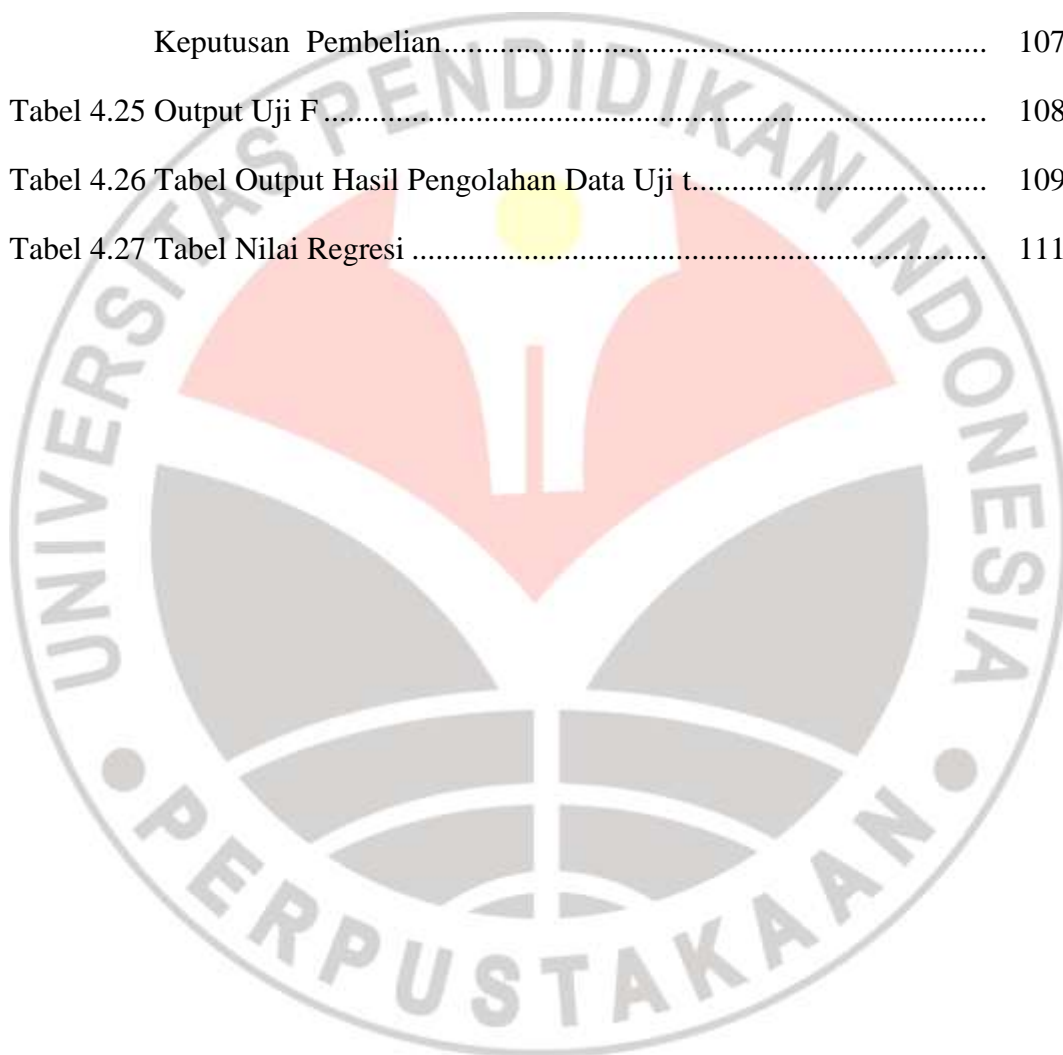 Keputusan Pembelian.................................................................................... 107
Tabel 4.25 Output Uji F.................................................................................... 108
Tabel 4.26 Tabel Output Hasil Pengolahan Data Uji t..................................... 109
Tabel 4.27 Tabel Nilai Regresi ........................................................................ 111
UNIVERSITAS PENDIDIKAN INDONESIA
PERPUSTAKAAN